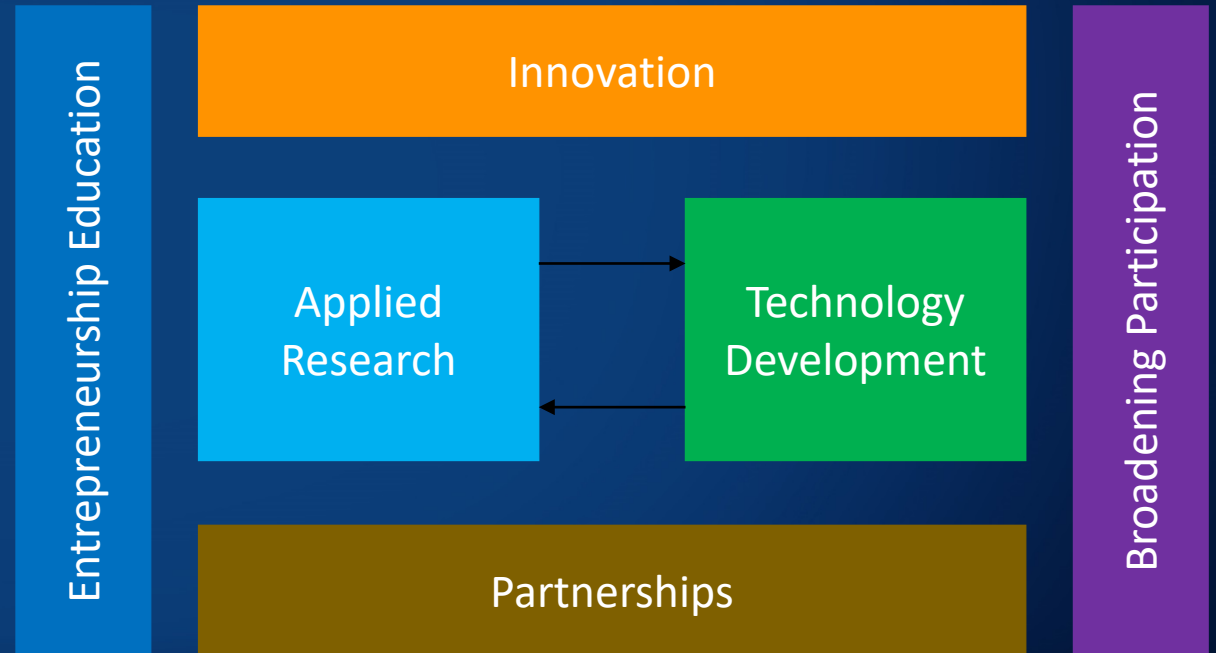 Entrepreneurship Education
Innovation
Applied
Research
Technology
Development
Partnerships
Broadening Participation